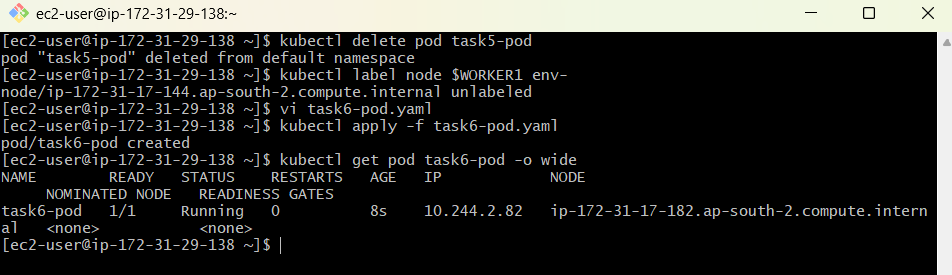 ec2-user@ip-172-31-29-138:~
[ec2-user@ip-172-31-29-138 ~]$ kubectl delete pod task5-pod
pod "task5-pod" deleted from default namespace
[ec2-user@ip-172-31-29-138 ~]$ kubectl label node $WORKER1 env-
node/ip-172-31-17-144.ap-south-2.compute.internal unlabeled
[ec2-user@ip-172-31-29-138 ~]$ vi task6-pod.yaml
[ec2-user@ip-172-31-29-138 ~]$ kubectl apply -f task6-pod.yaml
pod/task6-pod created
[ec2-user@ip-172-31-29-138 ~]$ kubectl get pod task6-pod -o wide
NAME        READY   STATUS    RESTARTS   AGE   IP            NODE
     NOMINATED NODE   READINESS GATES
task6-pod   1/1     Running   0          8s    10.244.2.82   ip-172-31-17-182.ap-south-2.compute.intern
al   <none>           <none>
[ec2-user@ip-172-31-29-138 ~]$